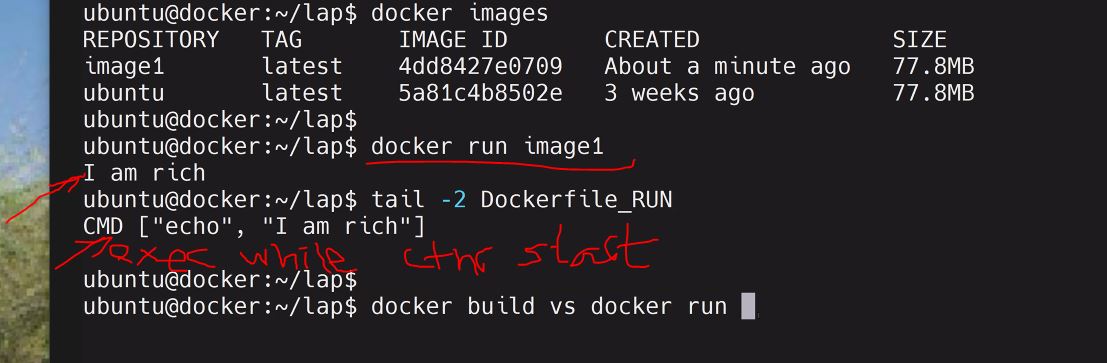 ubuntu@docker:~/lap$ docker images
REPOSITORY   TAG       IMAGE ID       CREATED              SIZE
image1       latest    4dd8427e0709   About a minute ago   77.8MB
ubuntu       latest    5a81c4b8502e   3 weeks ago          77.8MB
ubuntu@docker:~/lap$
ubuntu@docker:~/lap$ docker run image1
I am rich
ubuntu@docker:~/lap$ tail -2 Dockerfile_RUN
CMD ["echo", "I am rich"]
exec while ctnr start
ubuntu@docker:~/lap$
ubuntu@docker:~/lap$ docker build vs docker run